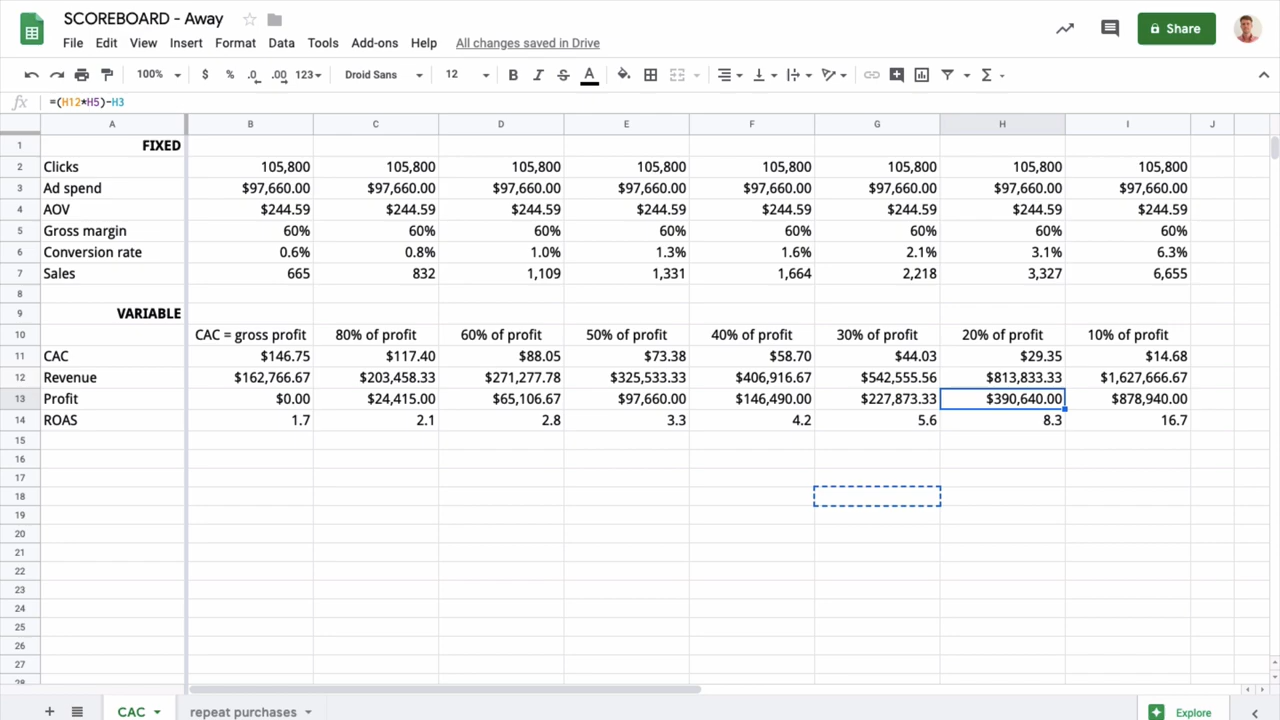 SCOREBOARD - Away
File Edit View Insert Format Data Tools Add-ons Help All changes saved in Drive
Share
100% $ % .0 .00 123 Droid Sans 12 B I S A
fx =(H12*H5)-H3
A B C D E F G H I J
1 FIXED
2 Clicks 105,800 105,800 105,800 105,800 105,800 105,800 105,800 105,800
3 Ad spend $97,660.00 $97,660.00 $97,660.00 $97,660.00 $97,660.00 $97,660.00 $97,660.00 $97,660.00
4 AOV $244.59 $244.59 $244.59 $244.59 $244.59 $244.59 $244.59 $244.59
5 Gross margin 60% 60% 60% 60% 60% 60% 60% 60%
6 Conversion rate 0.6% 0.8% 1.0% 1.3% 1.6% 2.1% 3.1% 6.3%
7 Sales 665 832 1,109 1,331 1,664 2,218 3,327 6,655
8
9 VARIABLE
10 CAC = gross profit 80% of profit 60% of profit 50% of profit 40% of profit 30% of profit 20% of profit 10% of profit
11 CAC $146.75 $117.40 $88.05 $73.38 $58.70 $44.03 $29.35 $14.68
12 Revenue $162,766.67 $203,458.33 $271,277.78 $325,533.33 $406,916.67 $542,555.56 $813,833.33 $1,627,666.67
13 Profit $0.00 $24,415.00 $65,106.67 $97,660.00 $146,490.00 $227,873.33 $390,640.00 $878,940.00
14 ROAS 1.7 2.1 2.8 3.3 4.2 5.6 8.3 16.7
15
16
17
18
19
20
21
22
23
24
25
26
27
28
CAC repeat purchases Explore